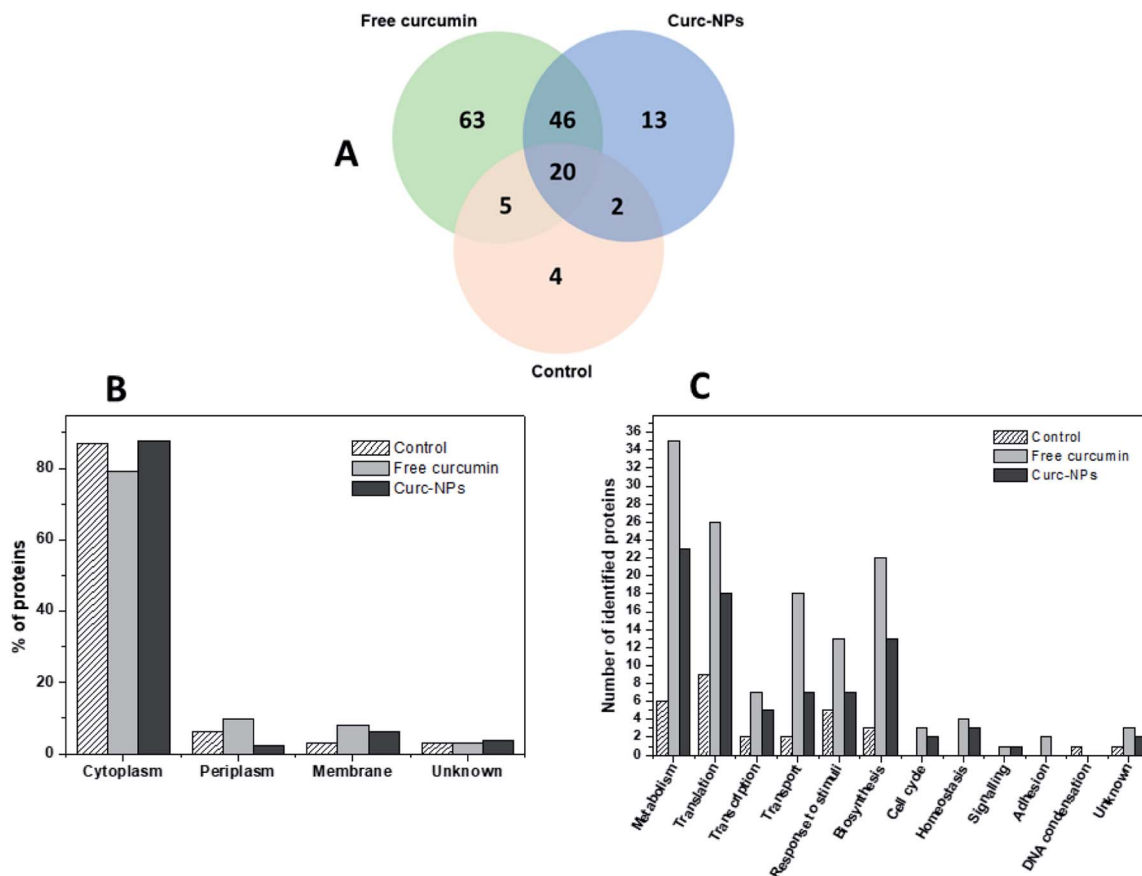 Free curcumin
Curc-NPs
A
63
46
13
20
5
2
4
Control
B
% of proteins
80
60
40
20
0
Control
Free curcumin
Curc-NPs
Cytoplasm
Periplasm
Membrane
Unknown
C
Number of identified proteins
36
34
32
30
28
26
24
22
20
18
16
14
12
10
8
6
4
2
0
Control
Free curcumin
Curc-NPs
Metabolism
Translation
Transcription
Transport
Response to stimuli
Biosynthesis
Cell cycle
Homeostasis
Signalling
Adhesion
DNA condensation
Unknown